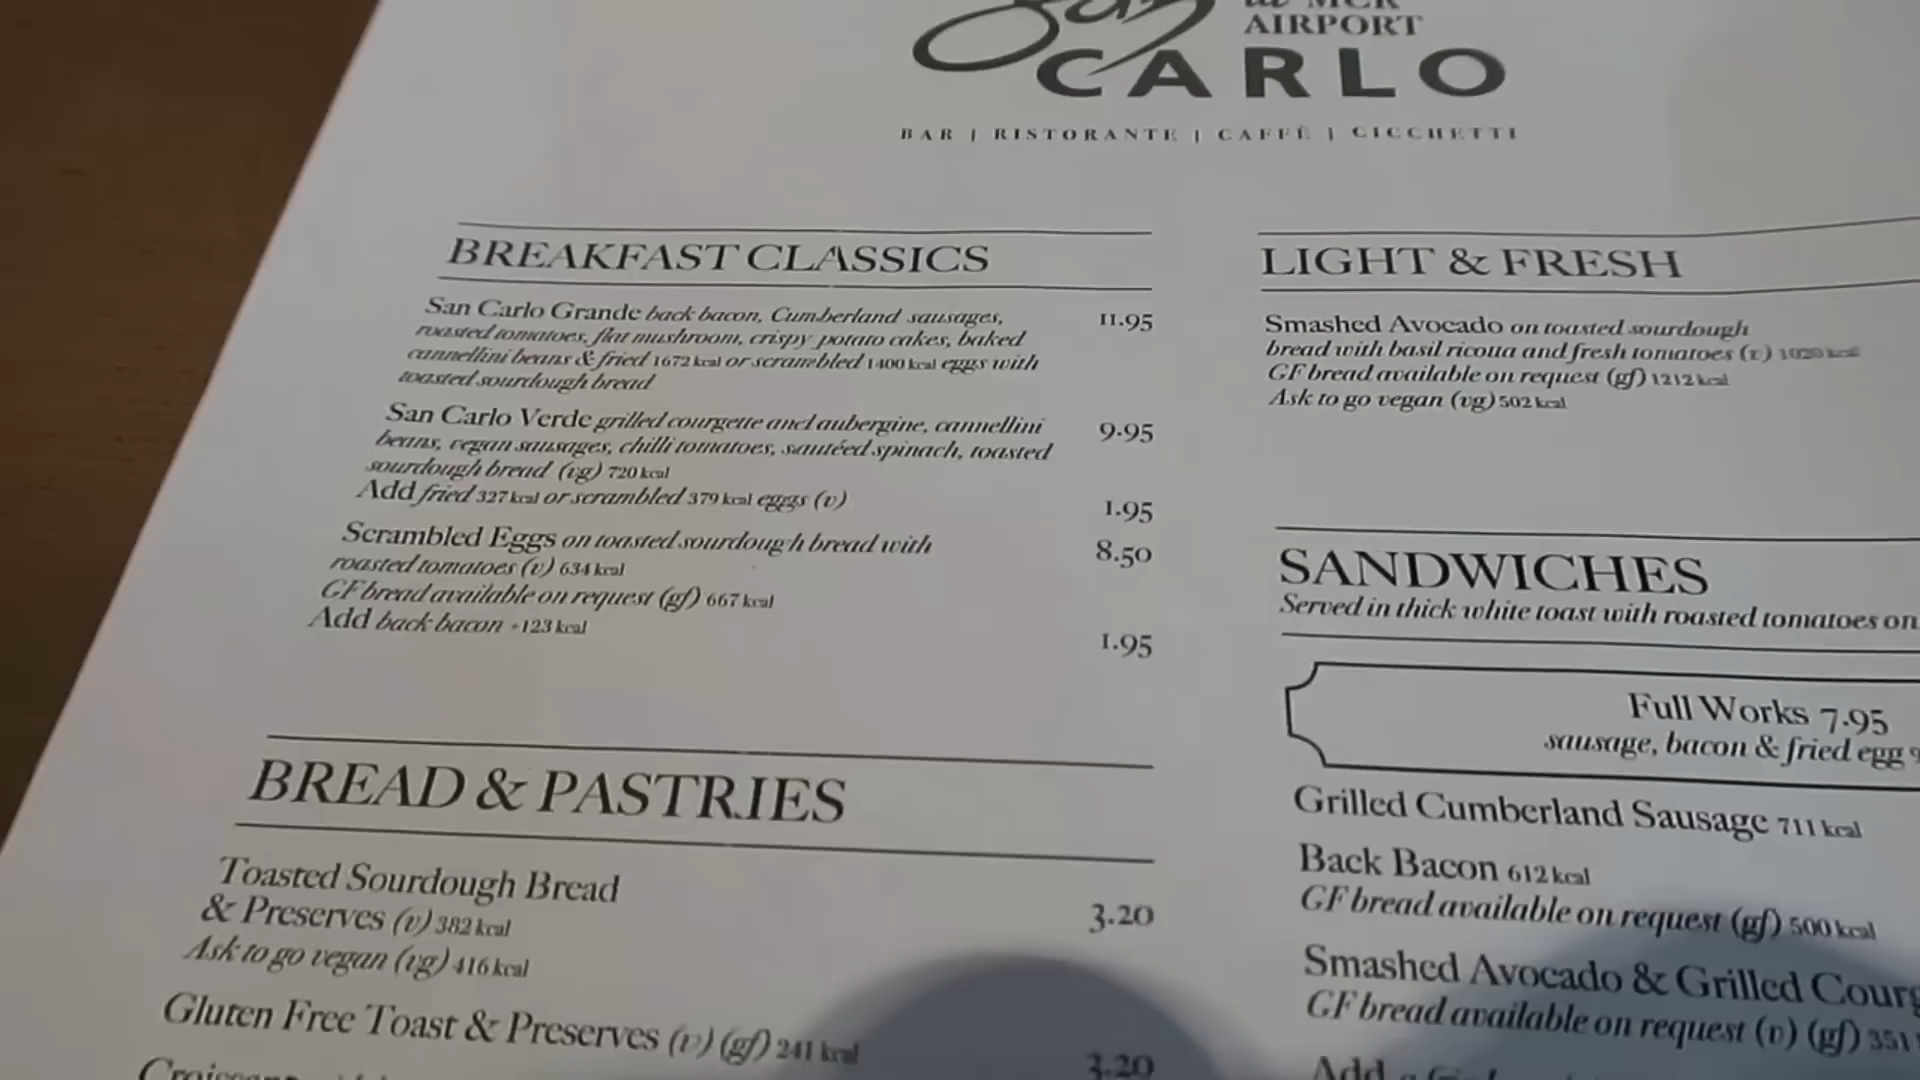 San at MCR
AIRPORT
CARLO
BAR | RISTORANTE | CAFFÈ | CICCHETTI
BREAKFAST CLASSICS
San Carlo Grande back bacon, Cumberland sausages, 11.95
roasted tomatoes, flat mushroom, crispy potato cakes, baked
cannellini beans & fried 1672 kcal or scrambled 1400 kcal eggs with
toasted sourdough bread
San Carlo Verde grilled courgette and aubergine, cannellini 9.95
beans, vegan sausages, chilli tomatoes, sautéed spinach, toasted
sourdough bread (vg) 720 kcal
Add fried 327 kcal or scrambled 379 kcal eggs (v) 1.95
Scrambled Eggs on toasted sourdough bread with 8.50
roasted tomatoes (v) 634 kcal
GF bread available on request (gf) 667 kcal
Add back bacon +123 kcal 1.95
BREAD & PASTRIES
Toasted Sourdough Bread
& Preserves (v) 382 kcal 3.20
Ask to go vegan (vg) 416 kcal
Gluten Free Toast & Preserves (v) (gf) 241 kcal 3.20
LIGHT & FRESH
Smashed Avocado on toasted sourdough
bread with basil ricotta and fresh tomatoes (v) kcal
GF bread available on request (gf) 1212 kcal
Ask to go vegan (vg) 502 kcal
SANDWICHES
Served in thick white toast with roasted tomatoes on
Full Works 7.95
sausage, bacon & fried egg
Grilled Cumberland Sausage 711 kcal
Back Bacon 612 kcal
GF bread available on request (gf) 500 kcal
Smashed Avocado & Grilled Courg
GF bread available on request (v) (gf) 351
Add